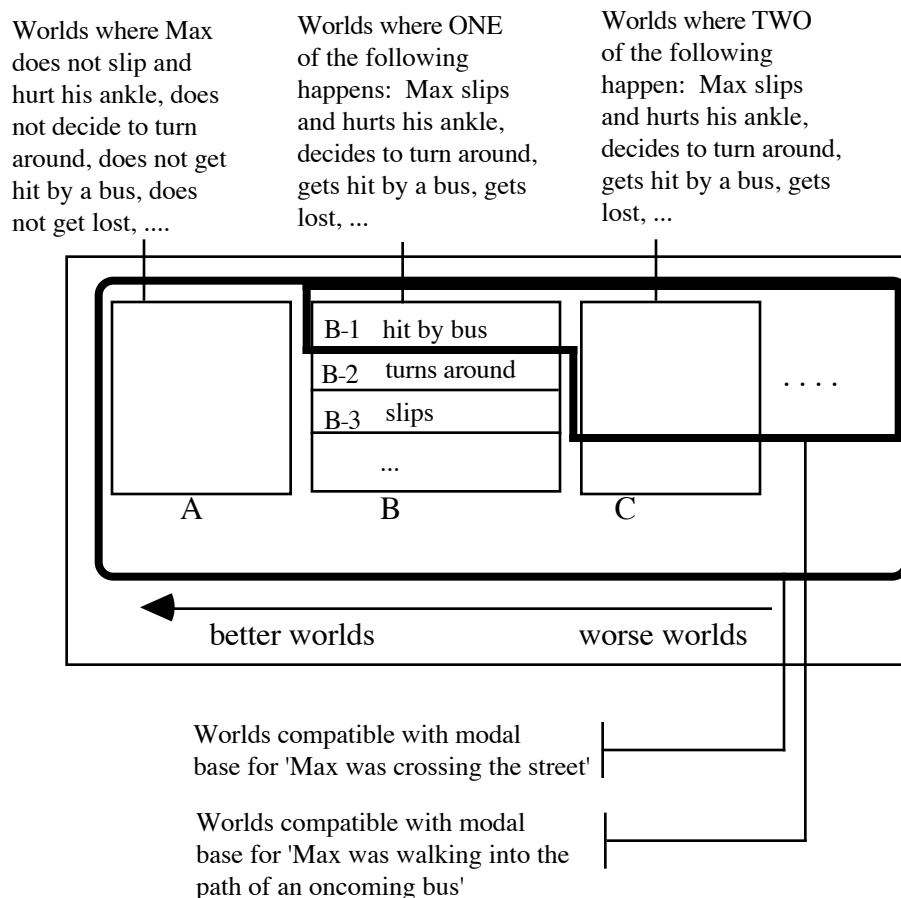 Worlds where Max
does not slip and
hurt his ankle, does
not decide to turn
around, does not get
hit by a bus, does
not get lost, ....
Worlds where ONE
of the following
happens: Max slips
and hurts his ankle,
decides to turn around,
gets hit by a bus, gets
lost, ...
Worlds where TWO
of the following
happen: Max slips
and hurts his ankle,
decides to turn around,
gets hit by a bus, gets
lost, ...
B-1 hit by bus
B-2 turns around
B-3 slips
...
. . . .
A
B
C
better worlds
worse worlds
Worlds compatible with modal
base for 'Max was crossing the street'
Worlds compatible with modal
base for 'Max was walking into the
path of an oncoming bus'